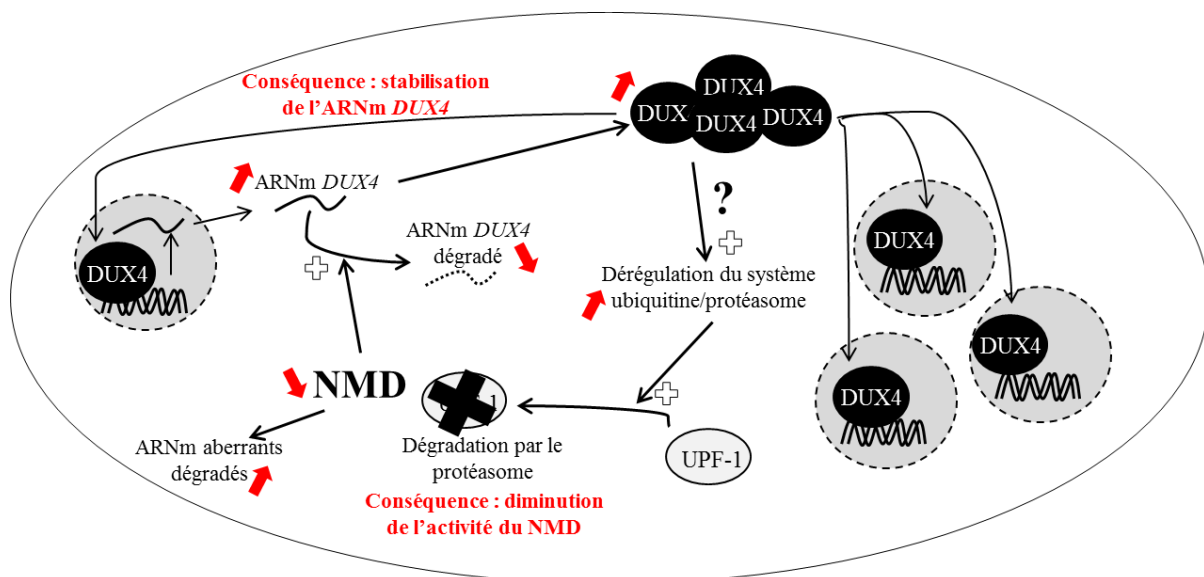 Conséquence : stabilisation
de l'ARNm DUX4
DUX4
DUX4
DUX4
ARNm DUX4
DUX4
ARNm DUX4
dégradé
?
Dérégulation du système
ubiquitine/protéasome
DUX4
DUX4
DUX4
NMD
ARNm aberrants
dégradés
Dégradation par le
protéasome
UPF-1
Conséquence : diminution
de l'activité du NMD